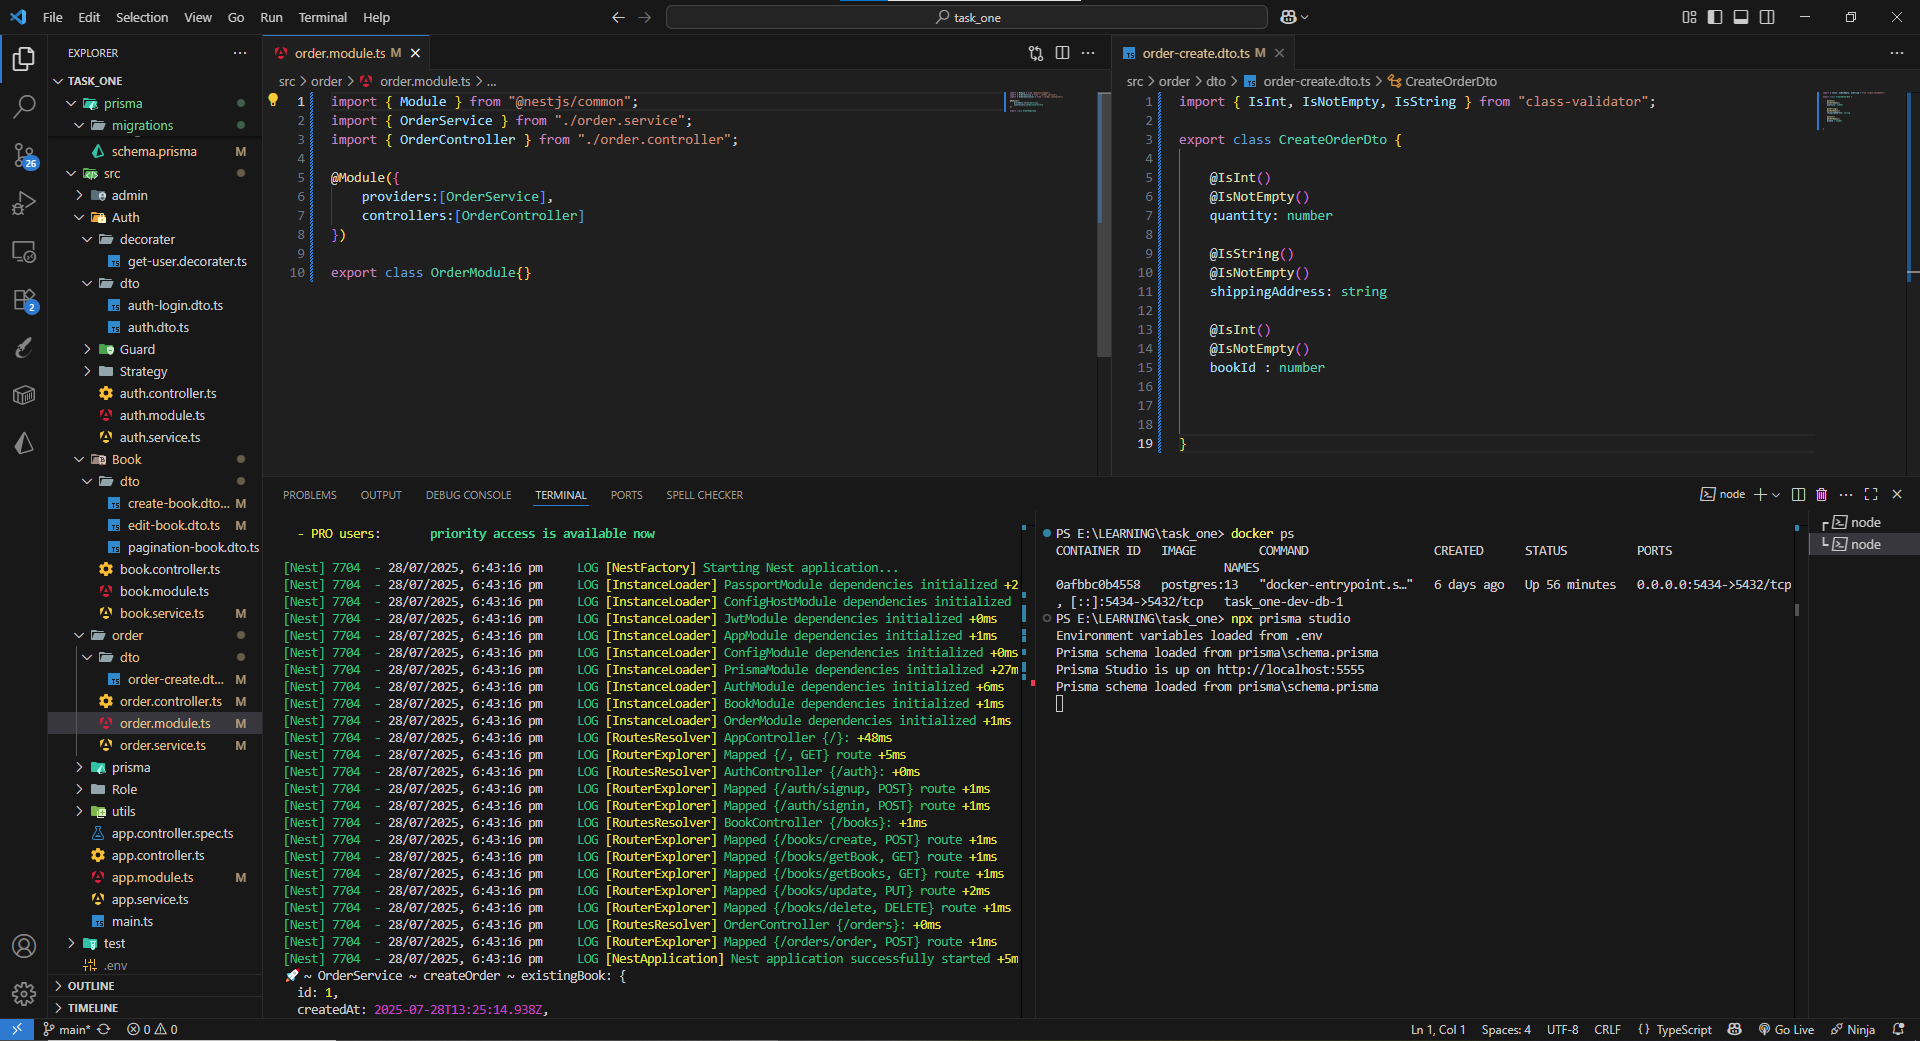 File Edit Selection View Go Run Terminal Help
task_one
EXPLORER
TASK_ONE
prisma
migrations
schema.prisma M
src
admin
Auth
decorater
get-user.decorater.ts
dto
auth-login.dto.ts
auth.dto.ts
Guard
Strategy
auth.controller.ts
auth.module.ts
auth.service.ts
Book
dto
create-book.dto... M
edit-book.dto.ts M
pagination-book.dto.ts
book.controller.ts
book.module.ts
book.service.ts M
order
dto
order-create.dt... M
order.controller.ts M
order.module.ts M
order.service.ts M
prisma
Role
utils
app.controller.spec.ts
app.controller.ts
app.module.ts M
app.service.ts
main.ts
test
.env
OUTLINE
TIMELINE
26
2
order.module.ts M
src > order > order.module.ts > ...
1 import { Module } from "@nestjs/common";
2 import { OrderService } from "./order.service";
3 import { OrderController } from "./order.controller";
4
5 @Module({
6 providers:[OrderService],
7 controllers:[OrderController]
8 })
9
10 export class OrderModule{}
TS order-create.dto.ts M
src > order > dto > TS order-create.dto.ts > CreateOrderDto
1 import { IsInt, IsNotEmpty, IsString } from "class-validator";
2
3 export class CreateOrderDto {
4
5 @IsInt()
6 @IsNotEmpty()
7 quantity: number
8
9 @IsString()
10 @IsNotEmpty()
11 shippingAddress: string
12
13 @IsInt()
14 @IsNotEmpty()
15 bookId : number
16
17
18
19 }
PROBLEMS OUTPUT DEBUG CONSOLE TERMINAL PORTS SPELL CHECKER
node
- PRO users: priority access is available now
[Nest] 7704 - 28/07/2025, 6:43:16 pm LOG [NestFactory] Starting Nest application...
[Nest] 7704 - 28/07/2025, 6:43:16 pm LOG [InstanceLoader] PassportModule dependencies initialized +2
[Nest] 7704 - 28/07/2025, 6:43:16 pm LOG [InstanceLoader] ConfigHostModule dependencies initialized
[Nest] 7704 - 28/07/2025, 6:43:16 pm LOG [InstanceLoader] JwtModule dependencies initialized +0ms
[Nest] 7704 - 28/07/2025, 6:43:16 pm LOG [InstanceLoader] AppModule dependencies initialized +1ms
[Nest] 7704 - 28/07/2025, 6:43:16 pm LOG [InstanceLoader] ConfigModule dependencies initialized +0ms
[Nest] 7704 - 28/07/2025, 6:43:16 pm LOG [InstanceLoader] PrismaModule dependencies initialized +27m
[Nest] 7704 - 28/07/2025, 6:43:16 pm LOG [InstanceLoader] AuthModule dependencies initialized +6ms
[Nest] 7704 - 28/07/2025, 6:43:16 pm LOG [InstanceLoader] BookModule dependencies initialized +1ms
[Nest] 7704 - 28/07/2025, 6:43:16 pm LOG [InstanceLoader] OrderModule dependencies initialized +1ms
[Nest] 7704 - 28/07/2025, 6:43:16 pm LOG [RoutesResolver] AppController {/}: +48ms
[Nest] 7704 - 28/07/2025, 6:43:16 pm LOG [RouterExplorer] Mapped {/, GET} route +5ms
[Nest] 7704 - 28/07/2025, 6:43:16 pm LOG [RoutesResolver] AuthController {/auth}: +0ms
[Nest] 7704 - 28/07/2025, 6:43:16 pm LOG [RouterExplorer] Mapped {/auth/signup, POST} route +1ms
[Nest] 7704 - 28/07/2025, 6:43:16 pm LOG [RouterExplorer] Mapped {/auth/signin, POST} route +1ms
[Nest] 7704 - 28/07/2025, 6:43:16 pm LOG [RoutesResolver] BookController {/books}: +1ms
[Nest] 7704 - 28/07/2025, 6:43:16 pm LOG [RouterExplorer] Mapped {/books/create, POST} route +1ms
[Nest] 7704 - 28/07/2025, 6:43:16 pm LOG [RouterExplorer] Mapped {/books/getBook, GET} route +1ms
[Nest] 7704 - 28/07/2025, 6:43:16 pm LOG [RouterExplorer] Mapped {/books/getBooks, GET} route +1ms
[Nest] 7704 - 28/07/2025, 6:43:16 pm LOG [RouterExplorer] Mapped {/books/update, PUT} route +2ms
[Nest] 7704 - 28/07/2025, 6:43:16 pm LOG [RouterExplorer] Mapped {/books/delete, DELETE} route +1ms
[Nest] 7704 - 28/07/2025, 6:43:16 pm LOG [RoutesResolver] OrderController {/orders}: +0ms
[Nest] 7704 - 28/07/2025, 6:43:16 pm LOG [RouterExplorer] Mapped {/orders/order, POST} route +1ms
[Nest] 7704 - 28/07/2025, 6:43:16 pm LOG [NestApplication] Nest application successfully started +5m
🚀 ~ OrderService ~ createOrder ~ existingBook: {
id: 1,
createdAt: 2025-07-28T13:25:14.938Z,
PS E:\LEARNING\task_one> docker ps
CONTAINER ID IMAGE COMMAND CREATED STATUS PORTS
NAMES
0afbbc0b4558 postgres:13 "docker-entrypoint.s…" 6 days ago Up 56 minutes 0.0.0.0:5434->5432/tcp
, [::]:5434->5432/tcp task_one-dev-db-1
PS E:\LEARNING\task_one> npx prisma studio
Environment variables loaded from .env
Prisma schema loaded from prisma\schema.prisma
Prisma Studio is up on http://localhost:5555
Prisma schema loaded from prisma\schema.prisma
node
node
main* 0 0
Ln 1, Col 1 Spaces: 4 UTF-8 CRLF {} TypeScript Go Live Ninja